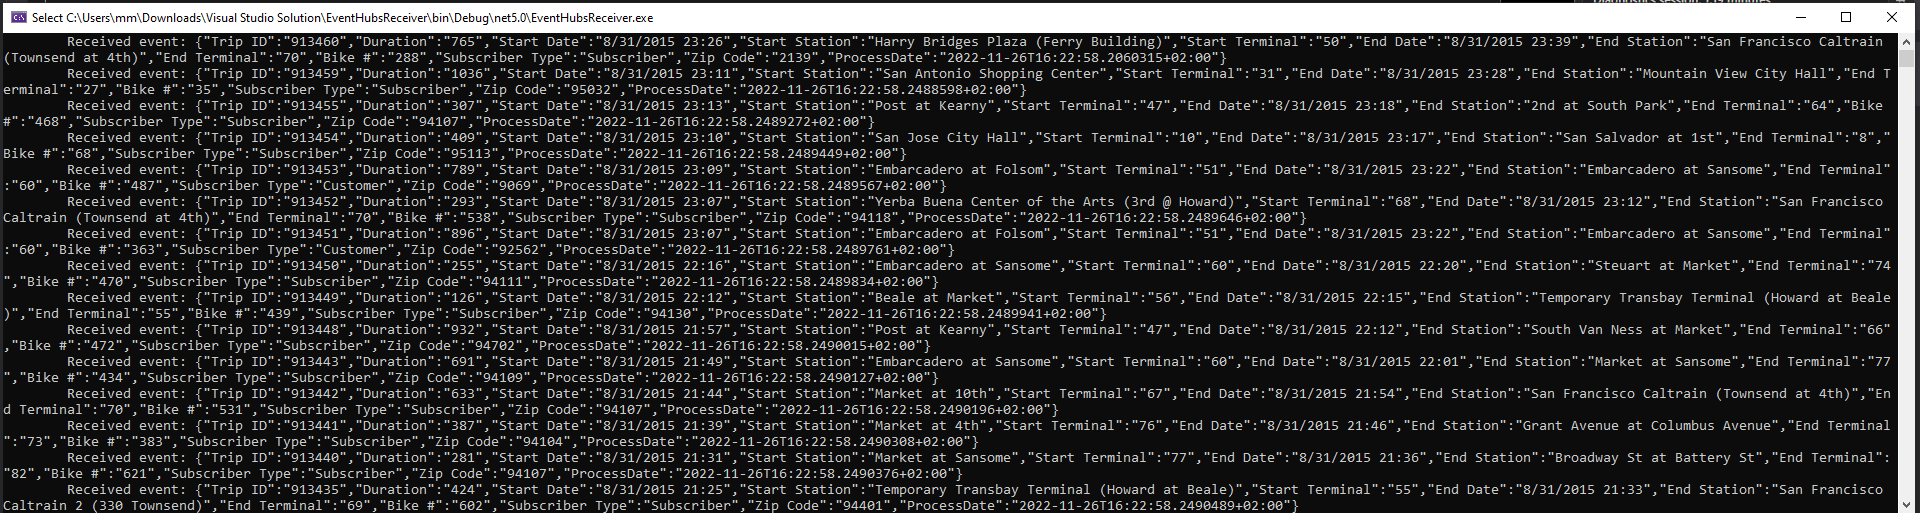 Select C:\Users\mm\Downloads\Visual Studio Solution\EventHubsReceiver\bin\Debug\net5.0\EventHubsReceiver.exe
Received event: {"Trip ID":"913460","Duration":"765","Start Date":"8/31/2015 23:26","Start Station":"Harry Bridges Plaza (Ferry Building)","Start Terminal":"50","End Date":"8/31/2015 23:39","End Station":"San Francisco Caltrain
(Townsend at 4th)","End Terminal":"70","Bike #":"288","Subscriber Type":"Subscriber","Zip Code":"2139","ProcessDate":"2022-11-26T16:22:58.2060315+02:00"}
Received event: {"Trip ID":"913459","Duration":"1036","Start Date":"8/31/2015 23:11","Start Station":"San Antonio Shopping Center","Start Terminal":"31","End Date":"8/31/2015 23:28","End Station":"Mountain View City Hall","End T
erminal":"27","Bike #":"35","Subscriber Type":"Subscriber","Zip Code":"95032","ProcessDate":"2022-11-26T16:22:58.2488598+02:00"}
Received event: {"Trip ID":"913455","Duration":"307","Start Date":"8/31/2015 23:13","Start Station":"Post at Kearny","Start Terminal":"47","End Date":"8/31/2015 23:18","End Station":"2nd at South Park","End Terminal":"64","Bike
#":"468","Subscriber Type":"Subscriber","Zip Code":"94107","ProcessDate":"2022-11-26T16:22:58.2489272+02:00"}
Received event: {"Trip ID":"913454","Duration":"409","Start Date":"8/31/2015 23:10","Start Station":"San Jose City Hall","Start Terminal":"10","End Date":"8/31/2015 23:17","End Station":"San Salvador at 1st","End Terminal":"8","
Bike #":"68","Subscriber Type":"Subscriber","Zip Code":"95113","ProcessDate":"2022-11-26T16:22:58.2489449+02:00"}
Received event: {"Trip ID":"913453","Duration":"789","Start Date":"8/31/2015 23:09","Start Station":"Embarcadero at Folsom","Start Terminal":"51","End Date":"8/31/2015 23:22","End Station":"Embarcadero at Sansome","End Terminal"
:"60","Bike #":"487","Subscriber Type":"Customer","Zip Code":"9069","ProcessDate":"2022-11-26T16:22:58.2489567+02:00"}
Received event: {"Trip ID":"913452","Duration":"293","Start Date":"8/31/2015 23:07","Start Station":"Yerba Buena Center of the Arts (3rd @ Howard)","Start Terminal":"68","End Date":"8/31/2015 23:12","End Station":"San Francisco
Caltrain (Townsend at 4th)","End Terminal":"70","Bike #":"538","Subscriber Type":"Subscriber","Zip Code":"94118","ProcessDate":"2022-11-26T16:22:58.2489646+02:00"}
Received event: {"Trip ID":"913451","Duration":"896","Start Date":"8/31/2015 23:07","Start Station":"Embarcadero at Folsom","Start Terminal":"51","End Date":"8/31/2015 23:22","End Station":"Embarcadero at Sansome","End Terminal"
:"60","Bike #":"363","Subscriber Type":"Customer","Zip Code":"92562","ProcessDate":"2022-11-26T16:22:58.2489761+02:00"}
Received event: {"Trip ID":"913450","Duration":"255","Start Date":"8/31/2015 22:16","Start Station":"Embarcadero at Sansome","Start Terminal":"60","End Date":"8/31/2015 22:20","End Station":"Steuart at Market","End Terminal":"74
","Bike #":"470","Subscriber Type":"Subscriber","Zip Code":"94111","ProcessDate":"2022-11-26T16:22:58.2489834+02:00"}
Received event: {"Trip ID":"913449","Duration":"126","Start Date":"8/31/2015 22:12","Start Station":"Beale at Market","Start Terminal":"56","End Date":"8/31/2015 22:15","End Station":"Temporary Transbay Terminal (Howard at Beale
)","End Terminal":"55","Bike #":"439","Subscriber Type":"Subscriber","Zip Code":"94130","ProcessDate":"2022-11-26T16:22:58.2489941+02:00"}
Received event: {"Trip ID":"913448","Duration":"932","Start Date":"8/31/2015 21:57","Start Station":"Post at Kearny","Start Terminal":"47","End Date":"8/31/2015 22:12","End Station":"South Van Ness at Market","End Terminal":"66"
,"Bike #":"472","Subscriber Type":"Subscriber","Zip Code":"94702","ProcessDate":"2022-11-26T16:22:58.2490015+02:00"}
Received event: {"Trip ID":"913443","Duration":"691","Start Date":"8/31/2015 21:49","Start Station":"Embarcadero at Sansome","Start Terminal":"60","End Date":"8/31/2015 22:01","End Station":"Market at Sansome","End Terminal":"77
","Bike #":"434","Subscriber Type":"Subscriber","Zip Code":"94109","ProcessDate":"2022-11-26T16:22:58.2490127+02:00"}
Received event: {"Trip ID":"913442","Duration":"633","Start Date":"8/31/2015 21:44","Start Station":"Market at 10th","Start Terminal":"67","End Date":"8/31/2015 21:54","End Station":"San Francisco Caltrain (Townsend at 4th)","En
d Terminal":"70","Bike #":"531","Subscriber Type":"Subscriber","Zip Code":"94107","ProcessDate":"2022-11-26T16:22:58.2490196+02:00"}
Received event: {"Trip ID":"913441","Duration":"387","Start Date":"8/31/2015 21:39","Start Station":"Market at 4th","Start Terminal":"76","End Date":"8/31/2015 21:46","End Station":"Grant Avenue at Columbus Avenue","End Terminal
":"73","Bike #":"383","Subscriber Type":"Subscriber","Zip Code":"94104","ProcessDate":"2022-11-26T16:22:58.2490308+02:00"}
Received event: {"Trip ID":"913440","Duration":"281","Start Date":"8/31/2015 21:31","Start Station":"Market at Sansome","Start Terminal":"77","End Date":"8/31/2015 21:36","End Station":"Broadway St at Battery St","End Terminal":
"82","Bike #":"621","Subscriber Type":"Subscriber","Zip Code":"94107","ProcessDate":"2022-11-26T16:22:58.2490376+02:00"}
Received event: {"Trip ID":"913435","Duration":"424","Start Date":"8/31/2015 21:25","Start Station":"Temporary Transbay Terminal (Howard at Beale)","Start Terminal":"55","End Date":"8/31/2015 21:33","End Station":"San Francisco
Caltrain 2 (330 Townsend)","End Terminal":"69","Bike #":"602","Subscriber Type":"Subscriber","Zip Code":"94401","ProcessDate":"2022-11-26T16:22:58.2490489+02:00"}